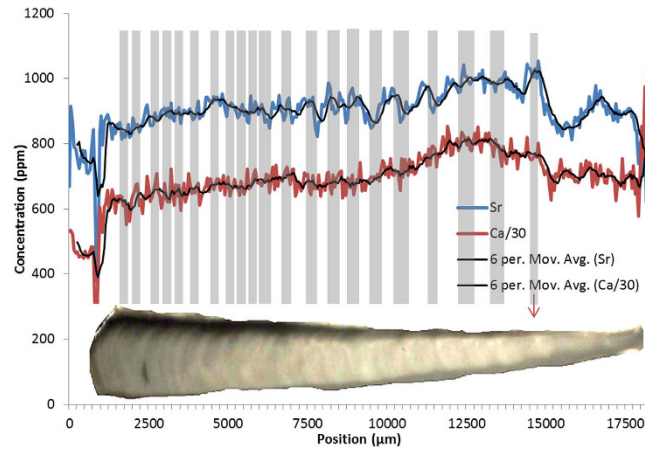 1200
1000
800
600
400
200
0
Concentration (ppm)
Sr
Ca/30
6 per. Mov. Avg. (Sr)
6 per. Mov. Avg. (Ca/30)
0 2500 5000 7500 10000 12500 15000 17500
Position (µm)